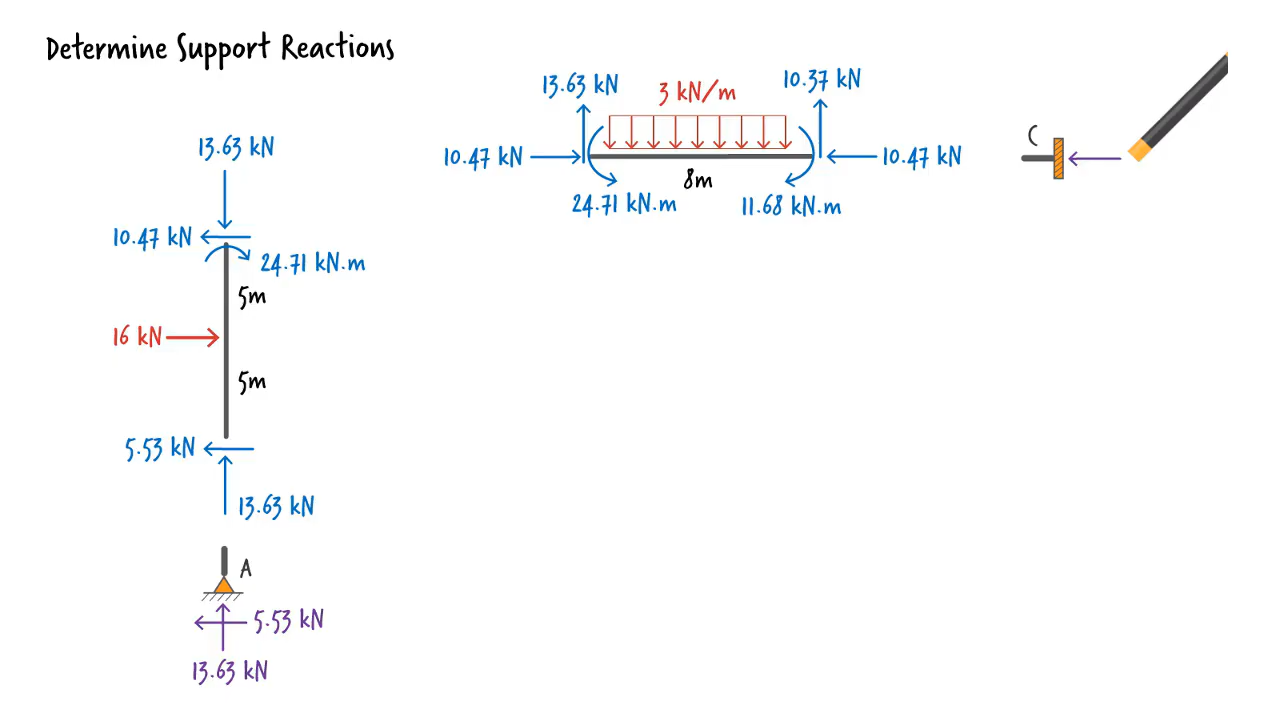 Determine Support Reactions
13.63 kN
3 kN/m
10.37 kN
10.47 kN
10.47 kN
8m
24.71 kN.m
11.68 kN.m
C
13.63 kN
10.47 kN
24.71 kN.m
5m
16 kN
5m
5.53 kN
13.63 kN
A
5.53 kN
13.63 kN